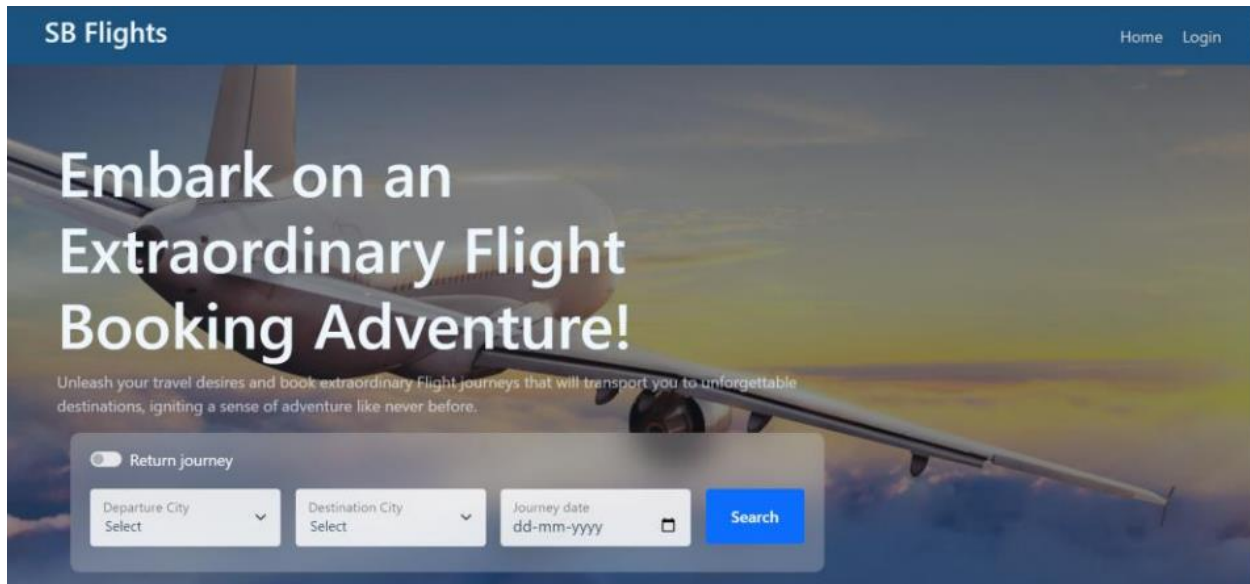 SB Flights
Home Login
Embark on an
Extraordinary Flight
Booking Adventure!
Unleash your travel desires and book extraordinary Flight journeys that will transport you to unforgettable
destinations, igniting a sense of adventure like never before.
Return journey
Departure City
Select
Destination City
Select
Journey date
dd-mm-yyyy
Search